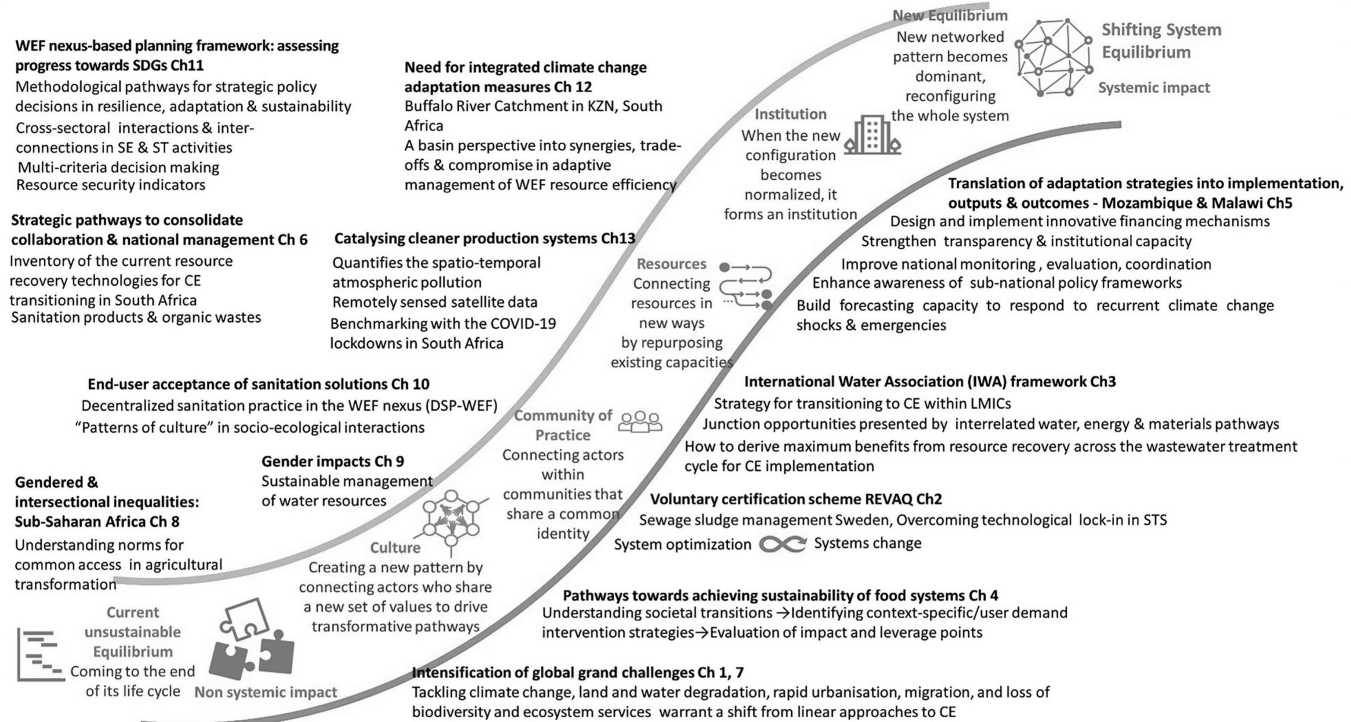 WEF nexus-based planning framework: assessing
progress towards SDGs Ch11
Methodological pathways for strategic policy
decisions in resilience, adaptation & sustainability
Cross-sectoral interactions & inter-
connections in SE & ST activities
Multi-criteria decision making
Resource security indicators
Strategic pathways to consolidate
collaboration & national management Ch 6
Inventory of the current resource
recovery technologies for CE
transitioning in South Africa
Sanitation products & organic wastes
Need for integrated climate change
adaptation measures Ch 12
Buffalo River Catchment in KZN, South
Africa
A basin perspective into synergies, trade-
offs & compromise in adaptive
management of WEF resource efficiency
Catalysing cleaner production systems Ch13
Quantifies the spatio-temporal
atmospheric pollution
Remotely sensed satellite data
Benchmarking with the COVID-19
lockdowns in South Africa
End-user acceptance of sanitation solutions Ch 10
Decentralized sanitation practice in the WEF nexus (DSP-WEF)
“Patterns of culture” in socio-ecological interactions
Gender impacts Ch 9
Sustainable management
of water resources
Gendered &
intersectional inequalities:
Sub-Saharan Africa Ch 8
Understanding norms for
common access in agricultural
transformation
Current
unsustainable
Equilibrium
Coming to the end
of its life cycle
Non systemic impact
Culture
Creating a new pattern by
connecting actors who share
a new set of values to drive
transformative pathways
Community of
Practice
Connecting actors
within
communities that
share a common
identity
Resources
Connecting
resources in
new ways
by repurposing
existing capacities
Institution
When the new
configuration
becomes
normalized, it
forms an institution
New Equilibrium
New networked
pattern becomes
dominant,
reconfiguring
the whole system
Shifting System
Equilibrium
Systemic impact
Translation of adaptation strategies into implementation,
outputs & outcomes - Mozambique & Malawi Ch5
Design and implement innovative financing mechanisms
Strengthen transparency & institutional capacity
Improve national monitoring , evaluation, coordination
Enhance awareness of sub-national policy frameworks
Build forecasting capacity to respond to recurrent climate change
shocks & emergencies
International Water Association (IWA) framework Ch3
Strategy for transitioning to CE within LMICs
Junction opportunities presented by interrelated water, energy & materials pathways
How to derive maximum benefits from resource recovery across the wastewater treatment
cycle for CE implementation
Voluntary certification scheme REVAQ Ch2
Sewage sludge management Sweden, Overcoming technological lock-in in STS
System optimization Systems change
Pathways towards achieving sustainability of food systems Ch 4
Understanding societal transitions →Identifying context-specific/user demand
intervention strategies→Evaluation of impact and leverage points
Intensification of global grand challenges Ch 1, 7
Tackling climate change, land and water degradation, rapid urbanisation, migration, and loss of
biodiversity and ecosystem services warrant a shift from linear approaches to CE